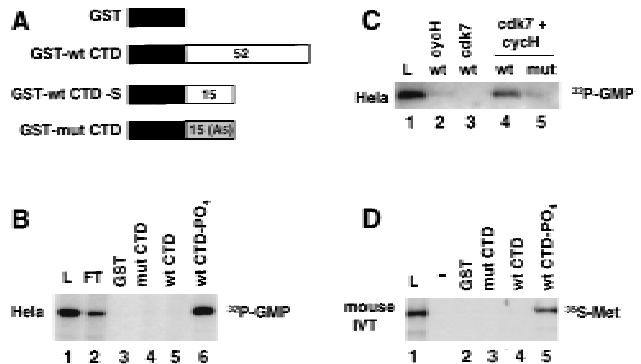 A
GST
GST-wt CTD 52
GST-wt CTD -S 15
GST-mut CTD 15 (As)
B
L FT GST mut CTD wt CTD wt CTD-PO4
Hela ³²P-GMP
1 2 3 4 5 6
C
cycH cdk7 cdk7 + cycH
L wt wt wt mut
Hela ³²P-GMP
1 2 3 4 5
D
L - GST mut CTD wt CTD wt CTD-PO4
mouse IVT ³⁵S-Met
1 2 3 4 5